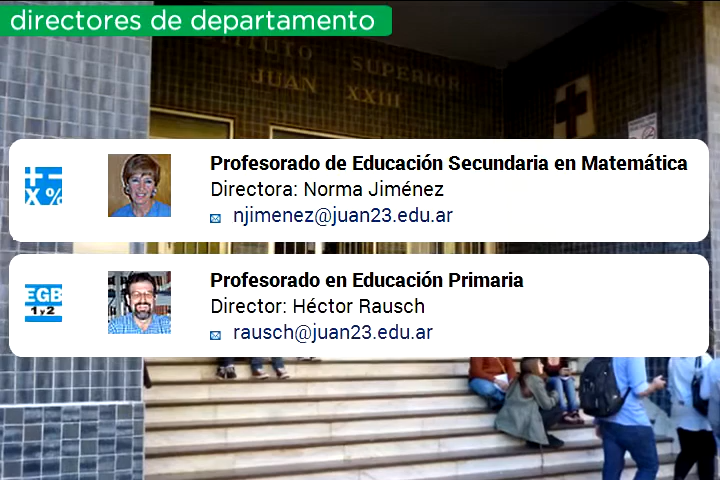 directores de departamento
INSTITUTO SUPERIOR
JUAN XXIII
+ -
X %
Profesorado de Educación Secundaria en Matemática
Directora: Norma Jiménez
njimenez@juan23.edu.ar
EGB
1 y 2
Profesorado en Educación Primaria
Director: Héctor Rausch
rausch@juan23.edu.ar